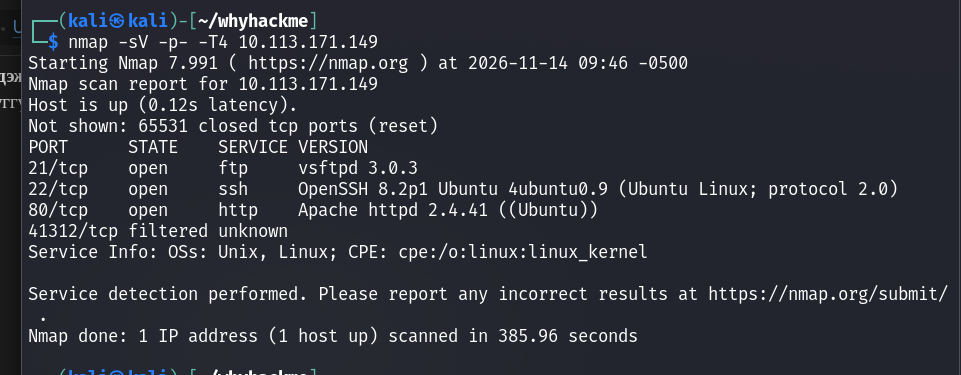 ┌──(kali㉿kali)-[~/whyhackme]
└─$ nmap -sV -p- -T4 10.113.171.149
Starting Nmap 7.991 ( https://nmap.org ) at 2026-11-14 09:46 -0500
Nmap scan report for 10.113.171.149
Host is up (0.12s latency).
Not shown: 65531 closed tcp ports (reset)
PORT      STATE    SERVICE VERSION
21/tcp    open     ftp     vsftpd 3.0.3
22/tcp    open     ssh     OpenSSH 8.2p1 Ubuntu 4ubuntu0.9 (Ubuntu Linux; protocol 2.0)
80/tcp    open     http    Apache httpd 2.4.41 ((Ubuntu))
41312/tcp filtered unknown
Service Info: OSs: Unix, Linux; CPE: cpe:/o:linux:linux_kernel
Service detection performed. Please report any incorrect results at https://nmap.org/submit/
 .
Nmap done: 1 IP address (1 host up) scanned in 385.96 seconds
┌──(kali㉿kali)-[~/whyhackme]